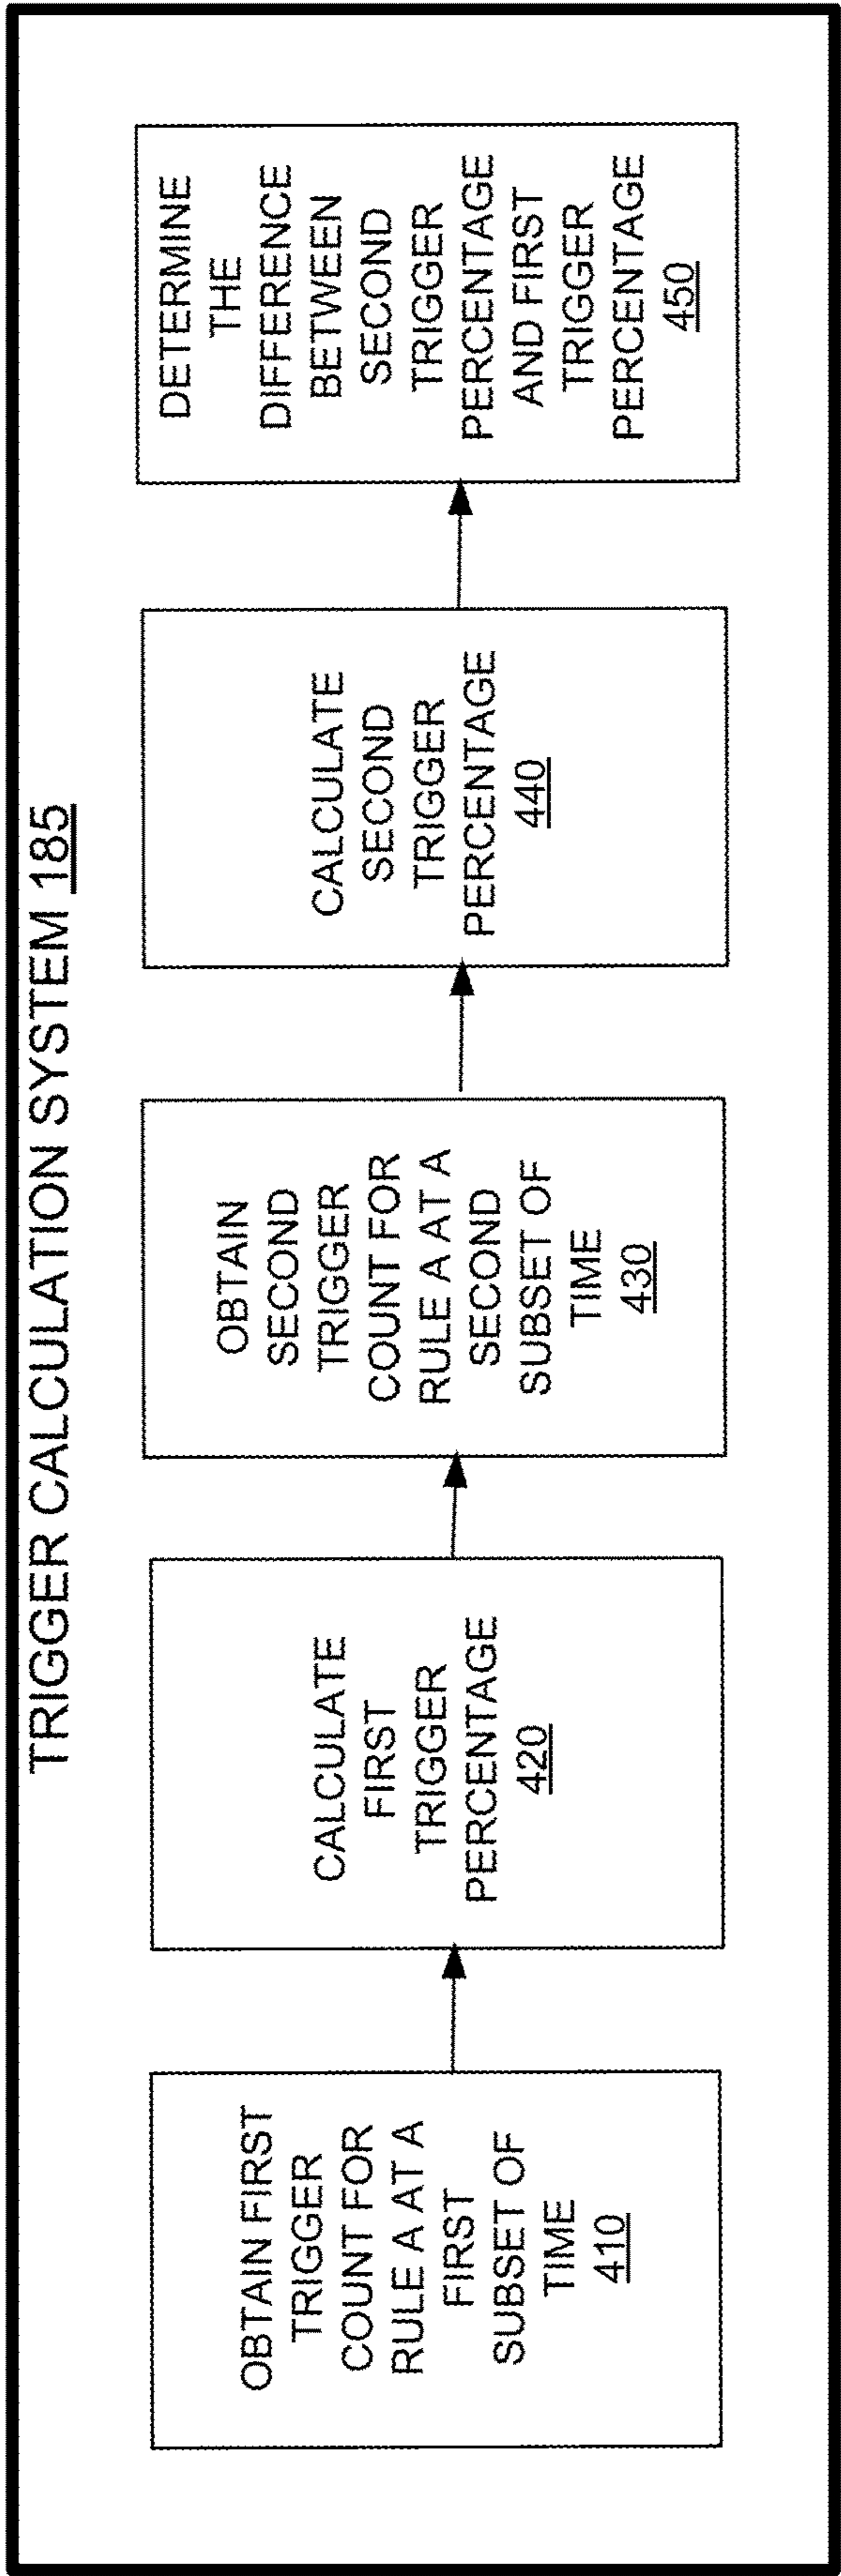 TRIGGER CALCULATION SYSTEM 185
OBTAIN FIRST
TRIGGER
COUNT FOR
RULE A AT A
FIRST
SUBSET OF
TIME
410
CALCULATE
FIRST
TRIGGER
PERCENTAGE
420
OBTAIN
SECOND
TRIGGER
COUNT FOR
RULE A AT A
SECOND
SUBSET OF
TIME
430
CALCULATE
SECOND
TRIGGER
PERCENTAGE
440
DETERMINE
THE
DIFFERENCE
BETWEEN
SECOND
TRIGGER
PERCENTAGE
AND FIRST
TRIGGER
PERCENTAGE
450